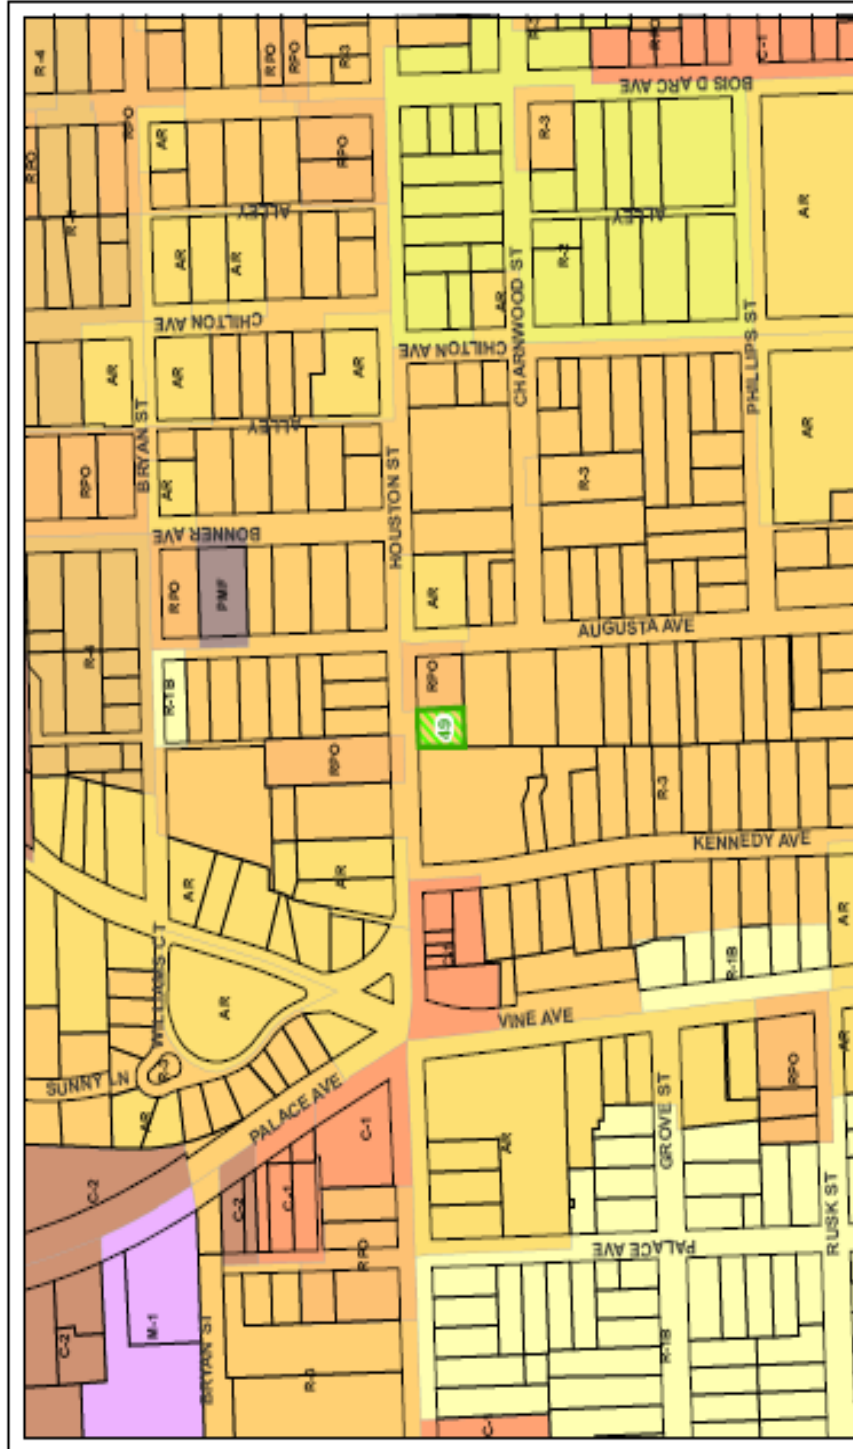 R-4
RPO
RPO
R-3
R-3
RPO
C-1
BOIS D ARC AVE
RPO
RPO
AR
RPO
R-3
R-4
ALLEY
ALLEY
AR
AR
AR
R-2
AR
CHILTON AVE
CHARNWOOD ST
PHILLIPS ST
CHILTON AVE
AR
AR
AR
AR
BRYAN ST
ALLEY
RPO
AR
R-3
HOUSTON ST
BONNER AVE
RPO
PMF
AR
AUGUSTA AVE
R-4
R-1B
RPO
49
RPO
R-3
KENNEDY AVE
AR
AR
AR
R-1B
WILLIAMS CT
AR
VINE AVE
SUNNY LN
R-3
PALACE AVE
AR
RPO
AR
C-1
AR
GROVE ST
C-2
C-2
C-1
RUSK ST
RPO
PALACE AVE
M-1
C-2
BRYAN ST
R-3
R-1B